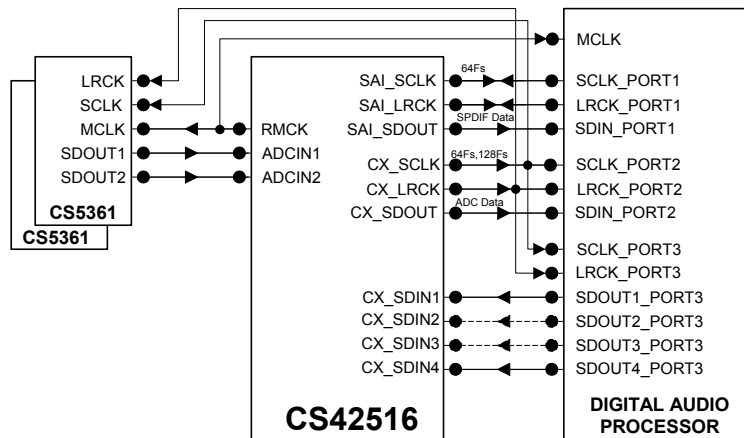 LRCK
SCLK
MCLK
SDOUT1
SDOUT2
CS5361
CS5361
RMCK
ADCIN1
ADCIN2
SAI_SCLK
SAI_LRCK
SAI_SDOUT
CX_SCLK
CX_LRCK
CX_SDOUT
CX_SDIN1
CX_SDIN2
CX_SDIN3
CX_SDIN4
CS42516
64Fs
SPDIF Data
64Fs,128Fs
ADC Data
MCLK
SCLK_PORT1
LRCK_PORT1
SDIN_PORT1
SCLK_PORT2
LRCK_PORT2
SDIN_PORT2
SCLK_PORT3
LRCK_PORT3
SDOUT1_PORT3
SDOUT2_PORT3
SDOUT3_PORT3
SDOUT4_PORT3
DIGITAL AUDIO
PROCESSOR